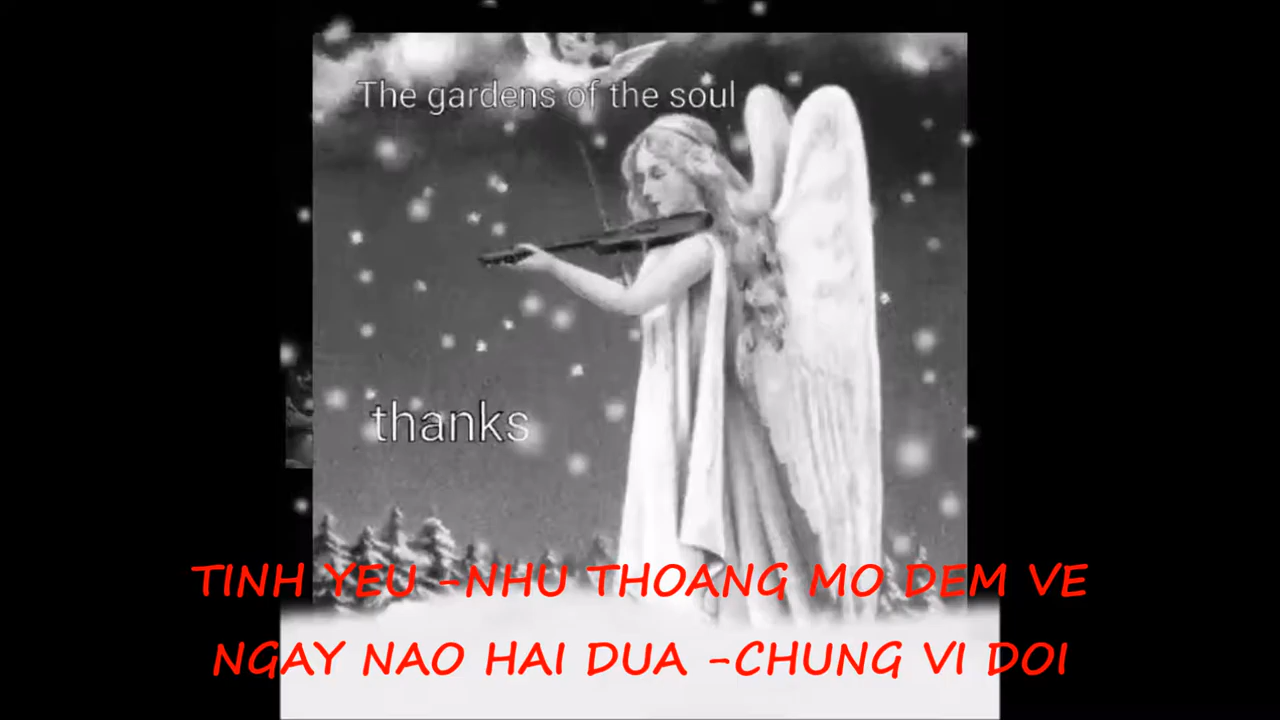 The gardens of the soul
thanks
TINH YEU -NHU THOANG MO DEM VE
NGAY NAO HAI DUA -CHUNG VI DOI